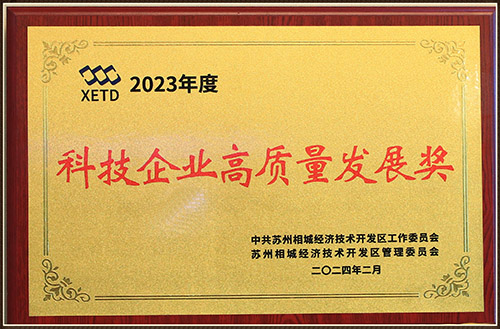 XETD
2023年度
科技企业高质量发展奖
中共苏州相城经济技术开发区工作委员会
苏州相城经济技术开发区管理委员会
二〇二四年二月